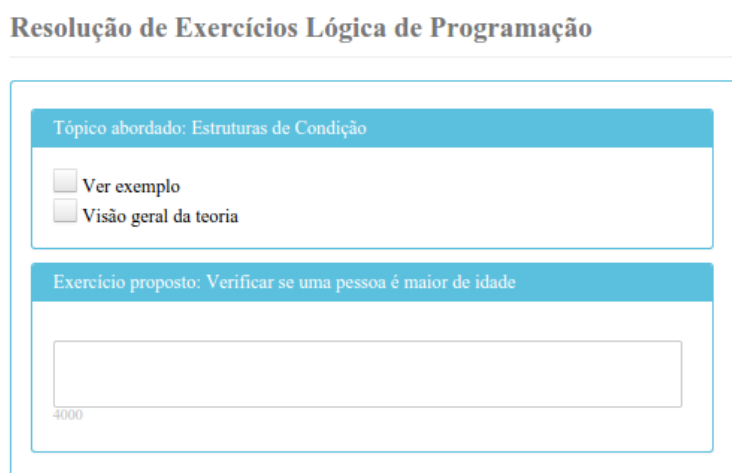 Resolução de Exercícios Lógica de Programação
Tópico abordado: Estruturas de Condição
Ver exemplo
Visão geral da teoria
Exercício proposto: Verificar se uma pessoa é maior de idade
4000